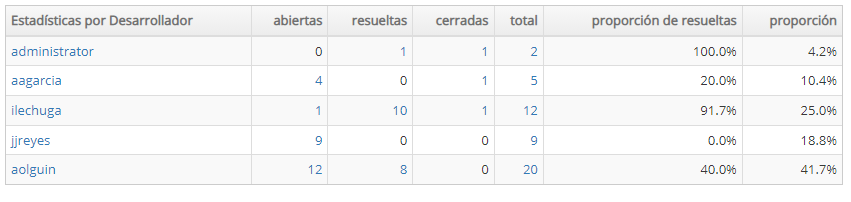 Estadísticas por Desarrollador abiertas resueltas cerradas total proporción de resueltas proporción
administrator 0 1 1 2 100.0% 4.2%
aagarcia 4 0 1 5 20.0% 10.4%
ilechuga 1 10 1 12 91.7% 25.0%
jjreyes 9 0 0 9 0.0% 18.8%
aolguin 12 8 0 20 40.0% 41.7%